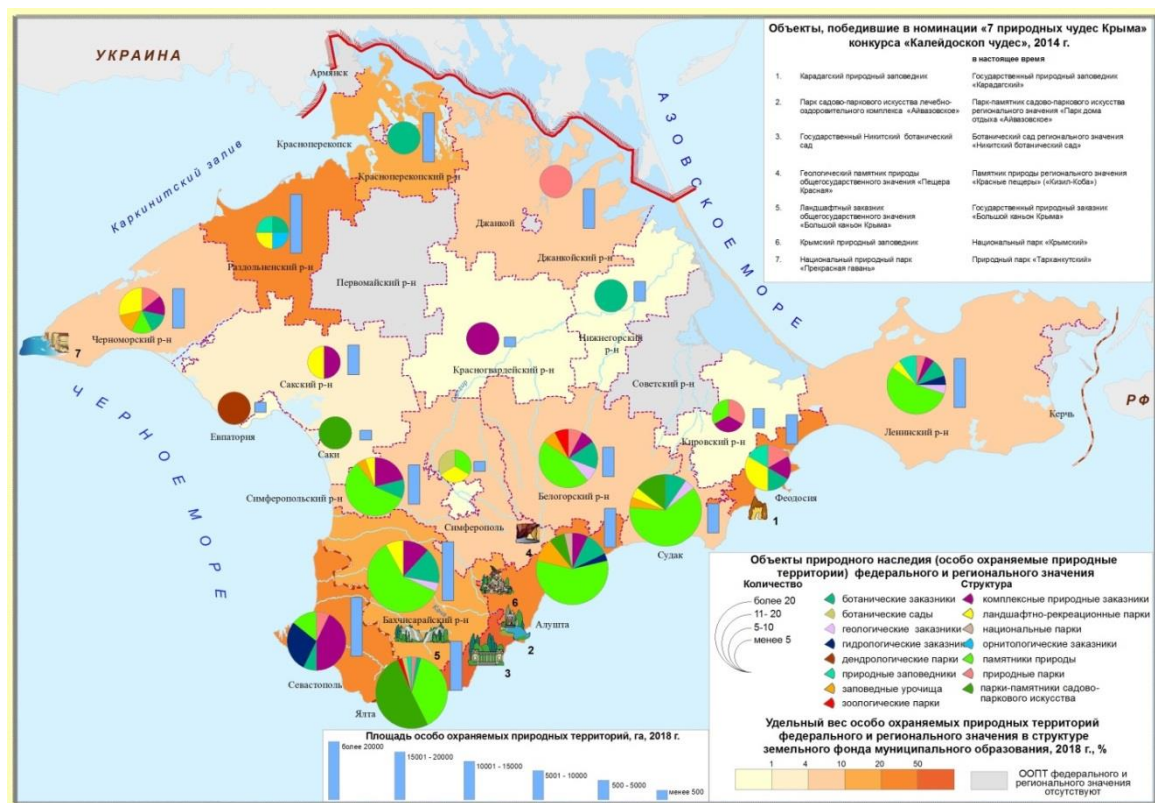 УКРАИНА
Армянск
Красноперекопск
Красноперекопский р-н
Каркинитский залив
АЗОВСКОЕ МОРЕ
Джанкой
Джанкойский р-н
Раздольненский р-н
Первомайский р-н
Черноморский р-н
7
Нижнегорский
р-н
Красногвардейский р-н
Сакский р-н
Советский р-н
ЧЕРНОЕ МОРЕ
Евпатория
Саки
Кировский р-н
Ленинский р-н
Керчь
РФ
Симферопольский р-н
Симферополь
Белогорский р-н
Феодосия
1
Судак
4
Бахчисарайский р-н
6
Алушта
2
5
3
Севастополь
Ялта
Объекты, победившие в номинации «7 природных чудес Крыма»
конкурса «Калейдоскоп чудес», 2014 г.
в настоящее время
1. Карадагский природный заповедник Государственный природный заповедник
«Карадагский»
2. Парк садово-паркового искусства лечебно- Парк-памятник садово-паркового искусства
оздоровительного комплекса «Айвазовское» регионального значения «Парк дома
отдыха «Айвазовское»
3. Государственный Никитский ботанический Ботанический сад регионального значения
сад «Никитский ботанический сад»
4. Геологический памятник природы Памятник природы регионального значения
общегосударственного значения «Пещера «Красные пещеры» («Кизил-Коба»)
Красная»
5. Ландшафтный заказник Государственный природный заказник
общегосударственного значения «Большой каньон Крыма»
«Большой каньон Крыма»
6. Крымский природный заповедник Национальный парк «Крымский»
7. Национальный природный парк Природный парк «Тарханкутский»
«Прекрасная гавань»
Объекты природного наследия (особо охраняемые природные
территории) федерального и регионального значения
Количество
более 20
11- 20
5-10
менее 5
Структура
ботанические заказники комплексные природные заказники
ботанические сады ландшафтно-рекреационные парки
геологические заказники национальные парки
гидрологические заказники орнитологические заказники
дендрологические парки памятники природы
природные заповедники природные парки
заповедные урочища парки-памятники садово-
зоологические парки паркового искусства
Удельный вес особо охраняемых природных территорий
федерального и регионального значения в структуре
земельного фонда муниципального образования, 2018 г., %
1 4 10 20 50
ООПТ федерального и
регионального значения
отсутствуют
Площадь особо охраняемых природных территорий, га, 2018 г.
более 20000
15001 - 20000
10001 - 15000
5001 - 10000
500 - 5000
менее 500